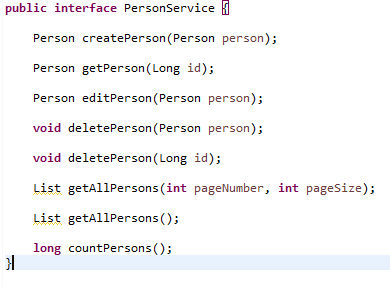 public interface PersonService {
Person createPerson(Person person);
Person getPerson(Long id);
Person editPerson(Person person);
void deletePerson(Person person);
void deletePerson(Long id);
List getAllPersons(int pageNumber, int pageSize);
List getAllPersons();
long countPersons();
}